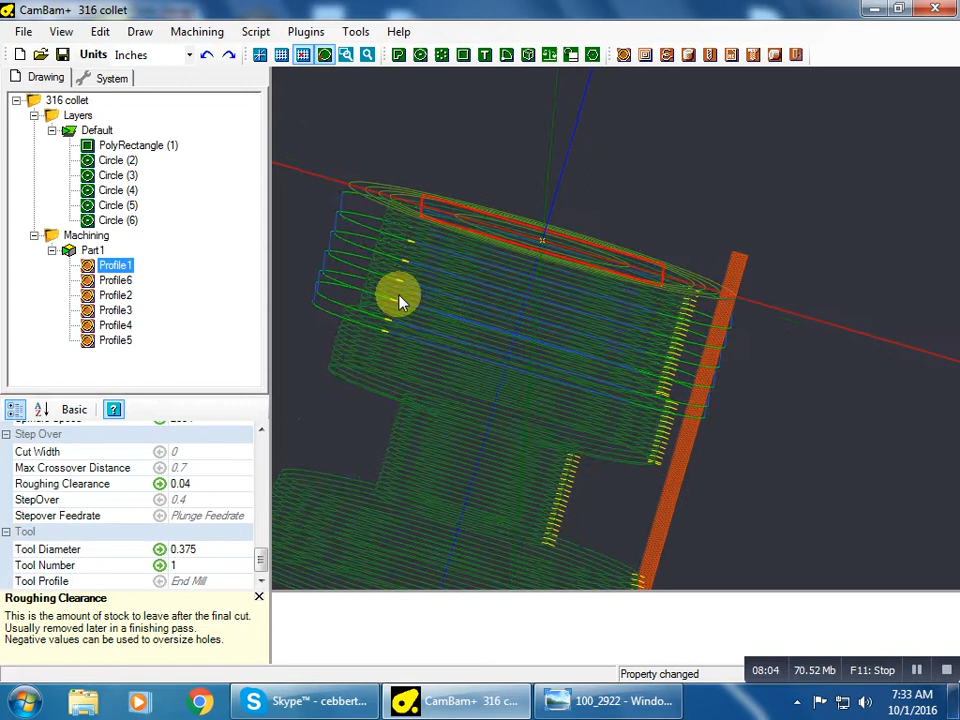 CamBam+ 316 collet
File View Edit Draw Machining Script Plugins Tools Help
Units Inches
Drawing System
316 collet
Layers
Default
PolyRectangle (1)
Circle (2)
Circle (3)
Circle (4)
Circle (5)
Circle (6)
Machining
Part1
Profile1
Profile6
Profile2
Profile3
Profile4
Profile5
Basic
Step Over
Cut Width 0
Max Crossover Distance 0.7
Roughing Clearance 0.04
StepOver 0.4
Stepover Feedrate Plunge Feedrate
Tool
Tool Diameter 0.375
Tool Number 1
Tool Profile End Mill
Roughing Clearance
This is the amount of stock to leave after the final cut.
Usually removed later in a finishing pass.
Negative values can be used to oversize holes.
Property changed
08:04 70.52 Mb F11: Stop
Skype™ - cebbert... CamBam+ 316 c... 100_2922 - Windo...
7:33 AM
10/1/2016